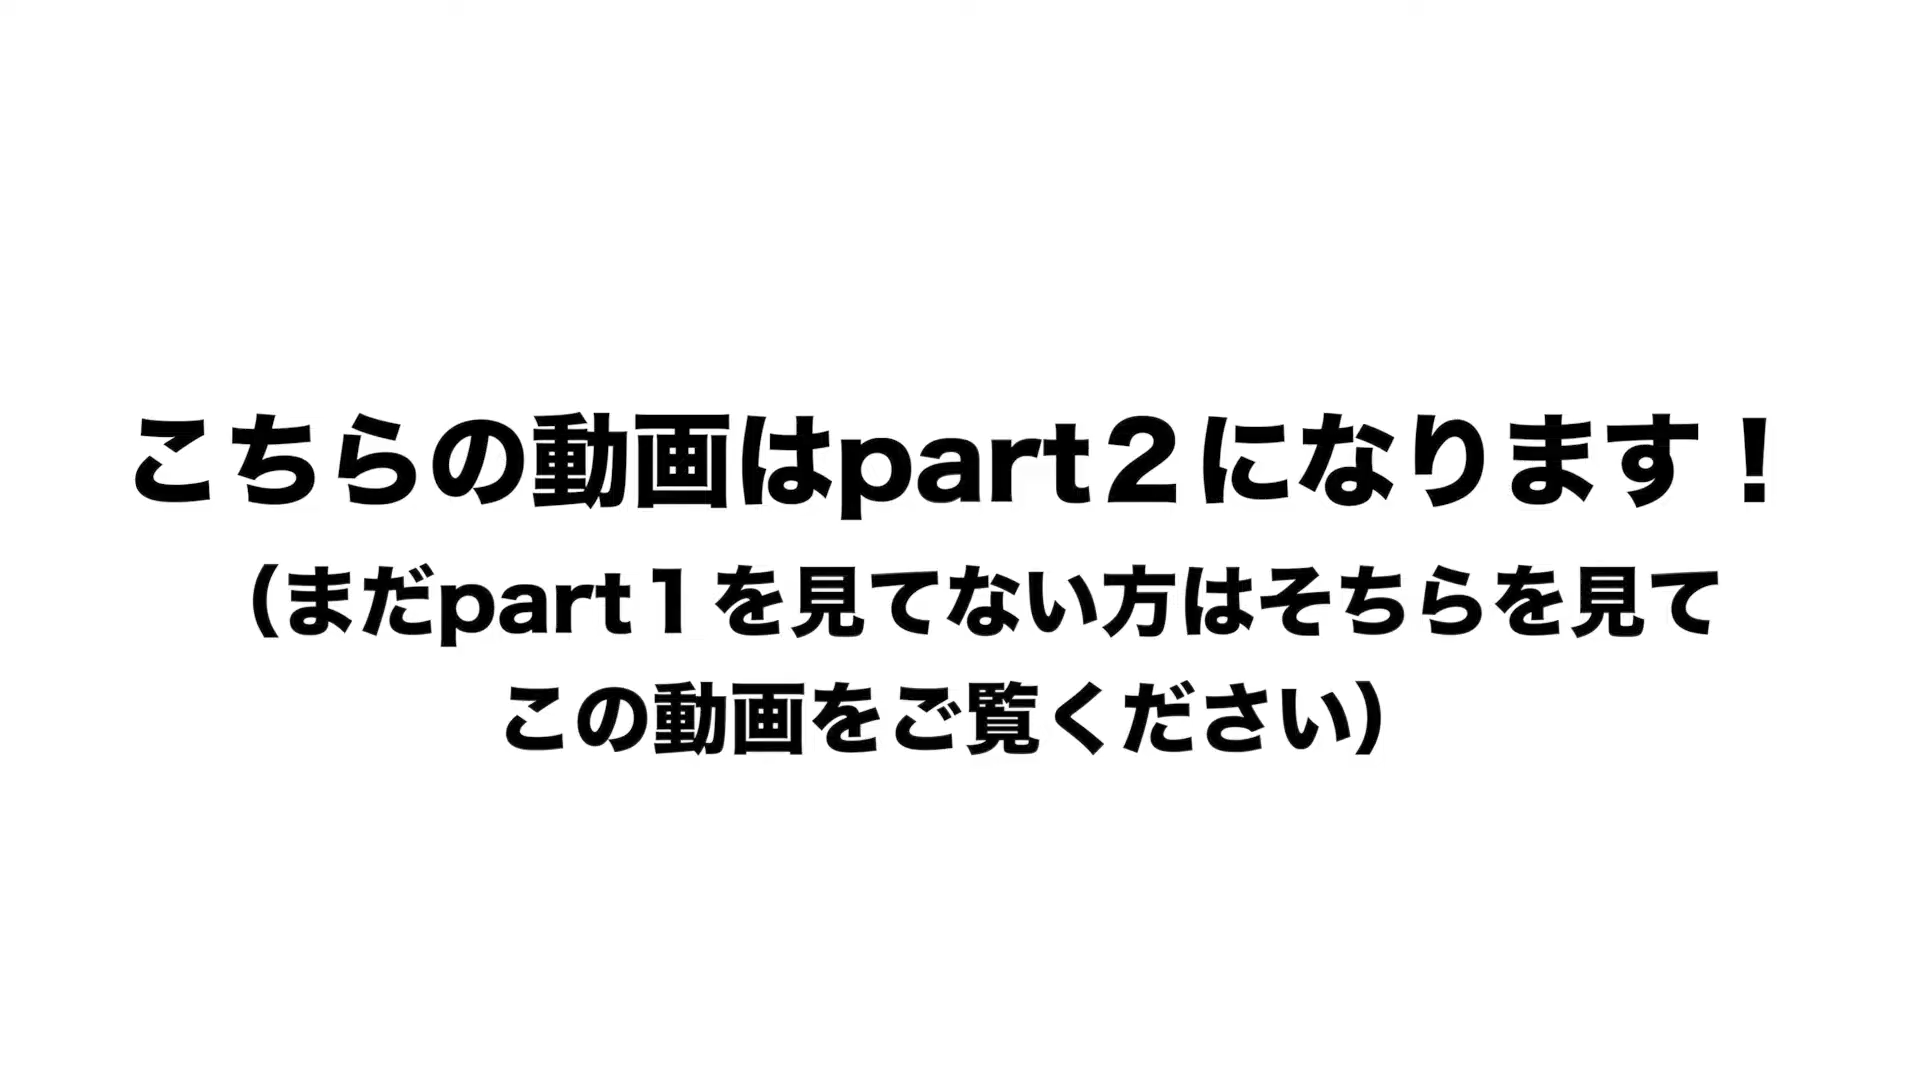 こちらの動画はpart２になります！
（まだpart１を見てない方はそちらを見て
この動画をご覧ください）